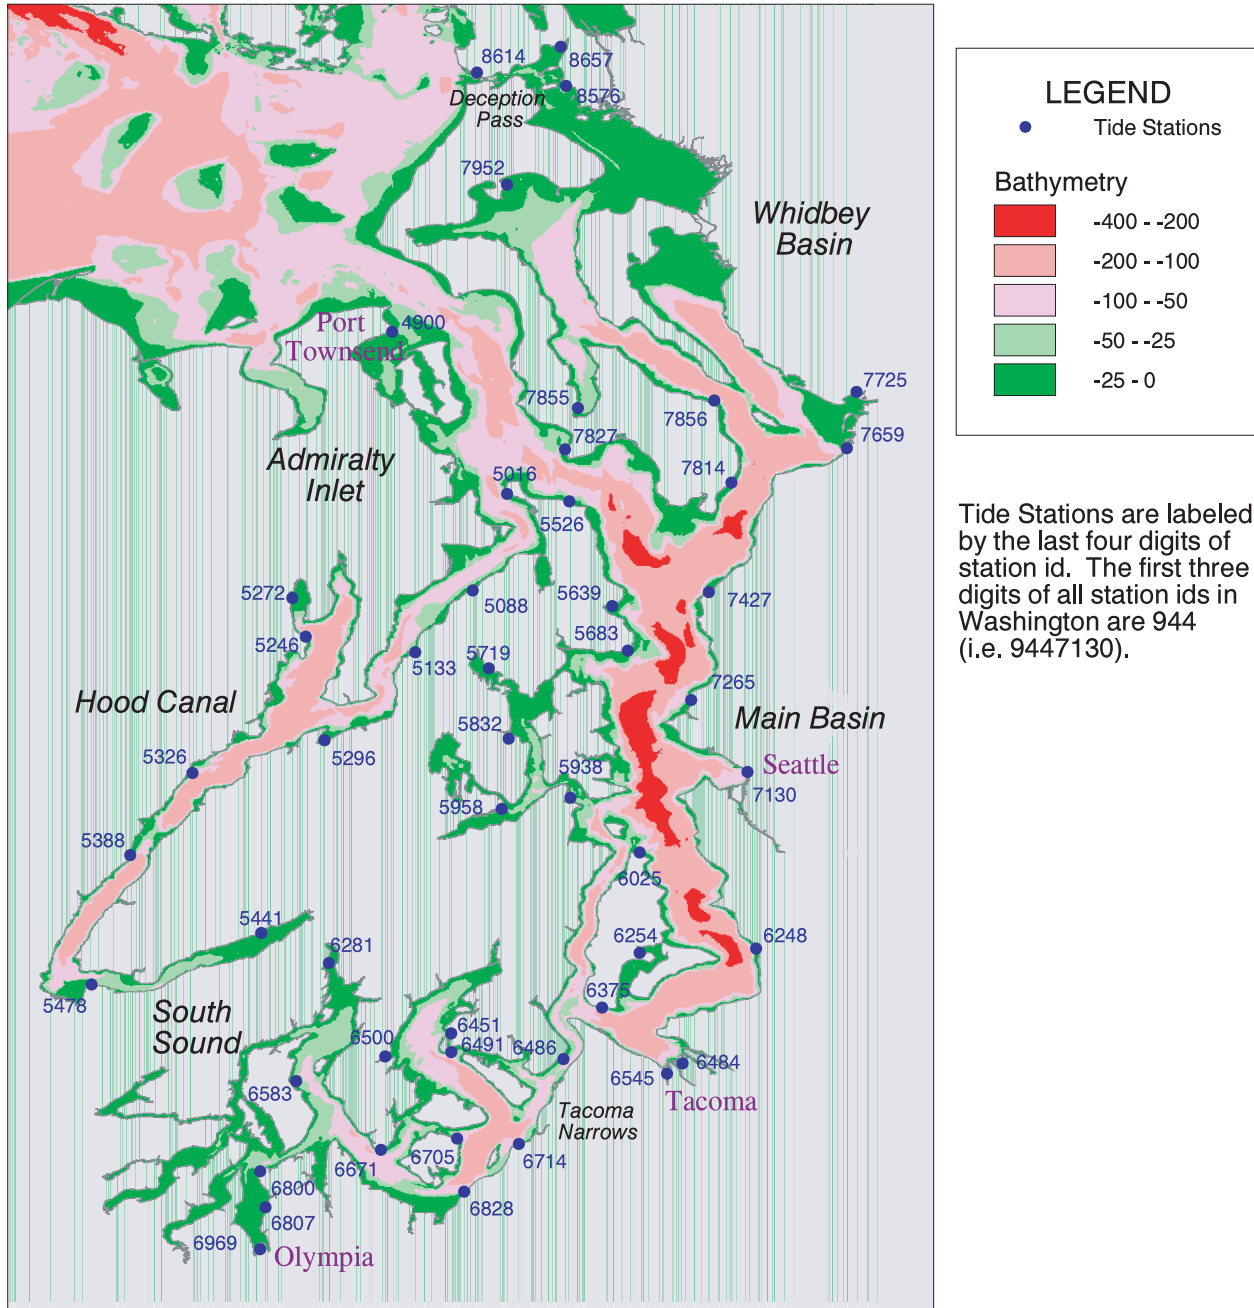 8614
8657
8576
Deception
Pass
7952
Whidbey
Basin
Port
Townsend
4900
7855
7856
7725
7827
7659
Admiralty
Inlet
5016
7814
5526
5272
5088
5639
7427
5246
5683
5133
5719
7265
Hood Canal
Main Basin
5832
5326
5296
5938
Seattle
7130
5958
5388
6025
5441
6281
6254
6248
5478
South
Sound
6375
6500
6451
6491
6486
6484
6545
6583
Tacoma
Tacoma
Narrows
6671
6705
6714
6800
6828
6807
6969
Olympia
LEGEND
Tide Stations
Bathymetry
-400 - -200
-200 - -100
-100 - -50
-50 - -25
-25 - 0
Tide Stations are labeled
by the last four digits of
station id. The first three
digits of all station ids in
Washington are 944
(i.e. 9447130).